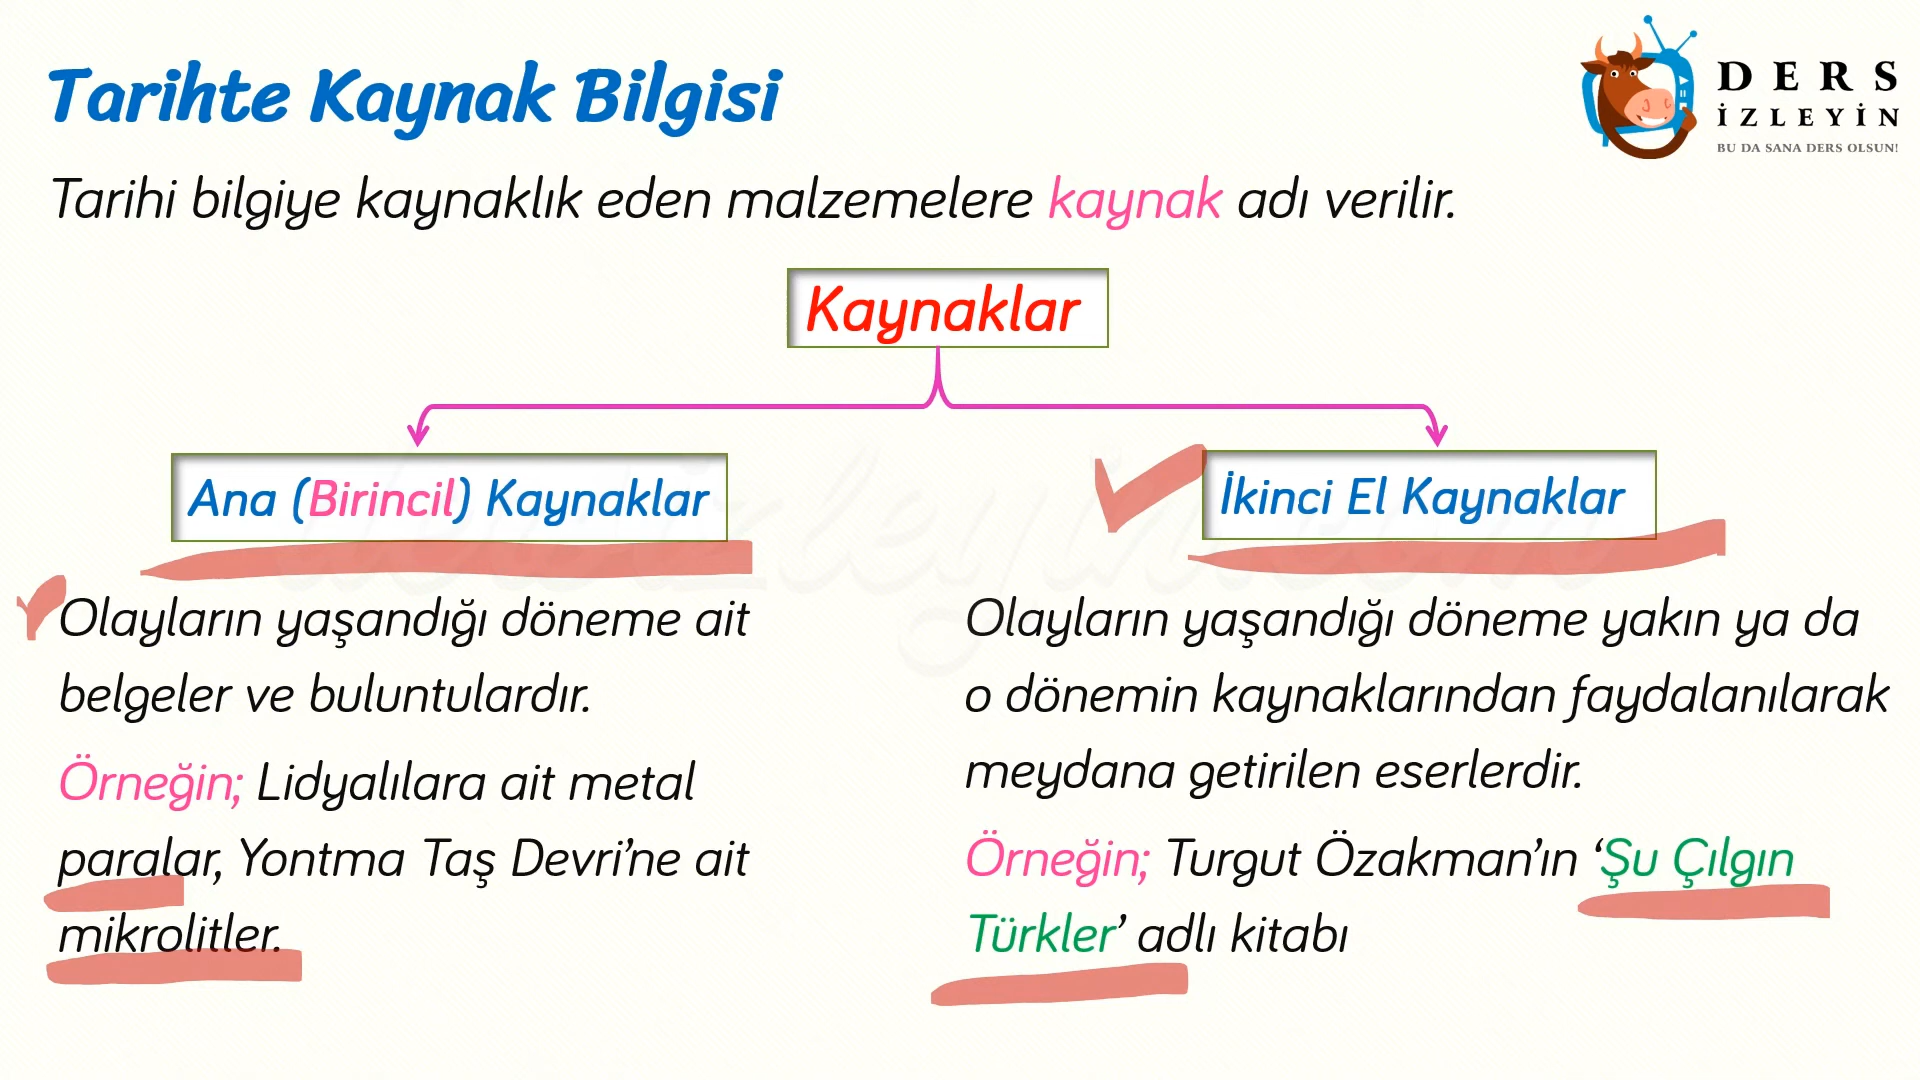 Tarihte Kaynak Bilgisi
DERS
İZLEYİN
BU DA SANA DERS OLSUN!
Tarihi bilgiye kaynaklık eden malzemelere kaynak adı verilir.
Kaynaklar
Ana (Birincil) Kaynaklar
Olayların yaşandığı döneme ait
belgeler ve buluntulardır.
Örneğin; Lidyalılara ait metal
paralar, Yontma Taş Devri’ne ait
mikrolitler.
İkinci El Kaynaklar
Olayların yaşandığı döneme yakın ya da
o dönemin kaynaklarından faydalanılarak
meydana getirilen eserlerdir.
Örneğin; Turgut Özakman’ın ‘Şu Çılgın
Türkler’ adlı kitabı